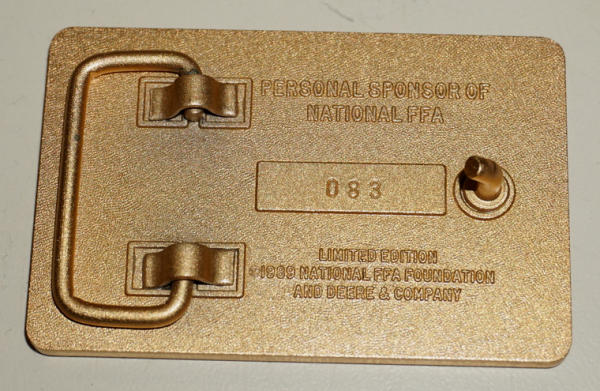 PERSONAL SPONSOR OF
NATIONAL FFA
083
LIMITED EDITION
©1989 NATIONAL FFA FOUNDATION
AND DEERE & COMPANY